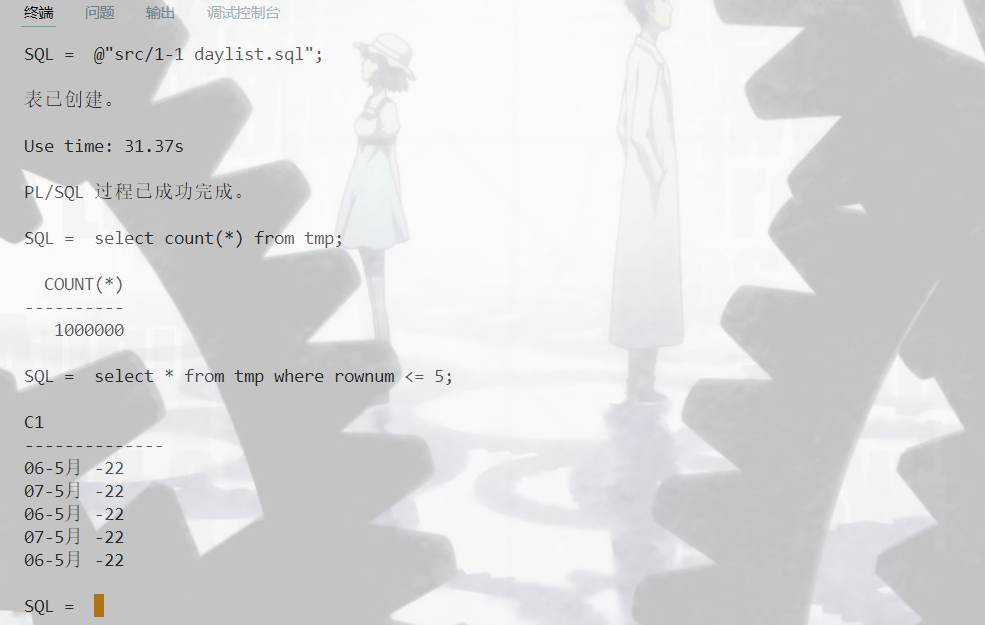 终端 问题 输出 调试控制台
SQL = @"src/1-1 daylist.sql";
表已创建。
Use time: 31.37s
PL/SQL 过程已成功完成。
SQL = select count(*) from tmp;
COUNT(*)
----------
1000000
SQL = select * from tmp where rownum <= 5;
C1
--------------
06-5月 -22
07-5月 -22
06-5月 -22
07-5月 -22
06-5月 -22
SQL =